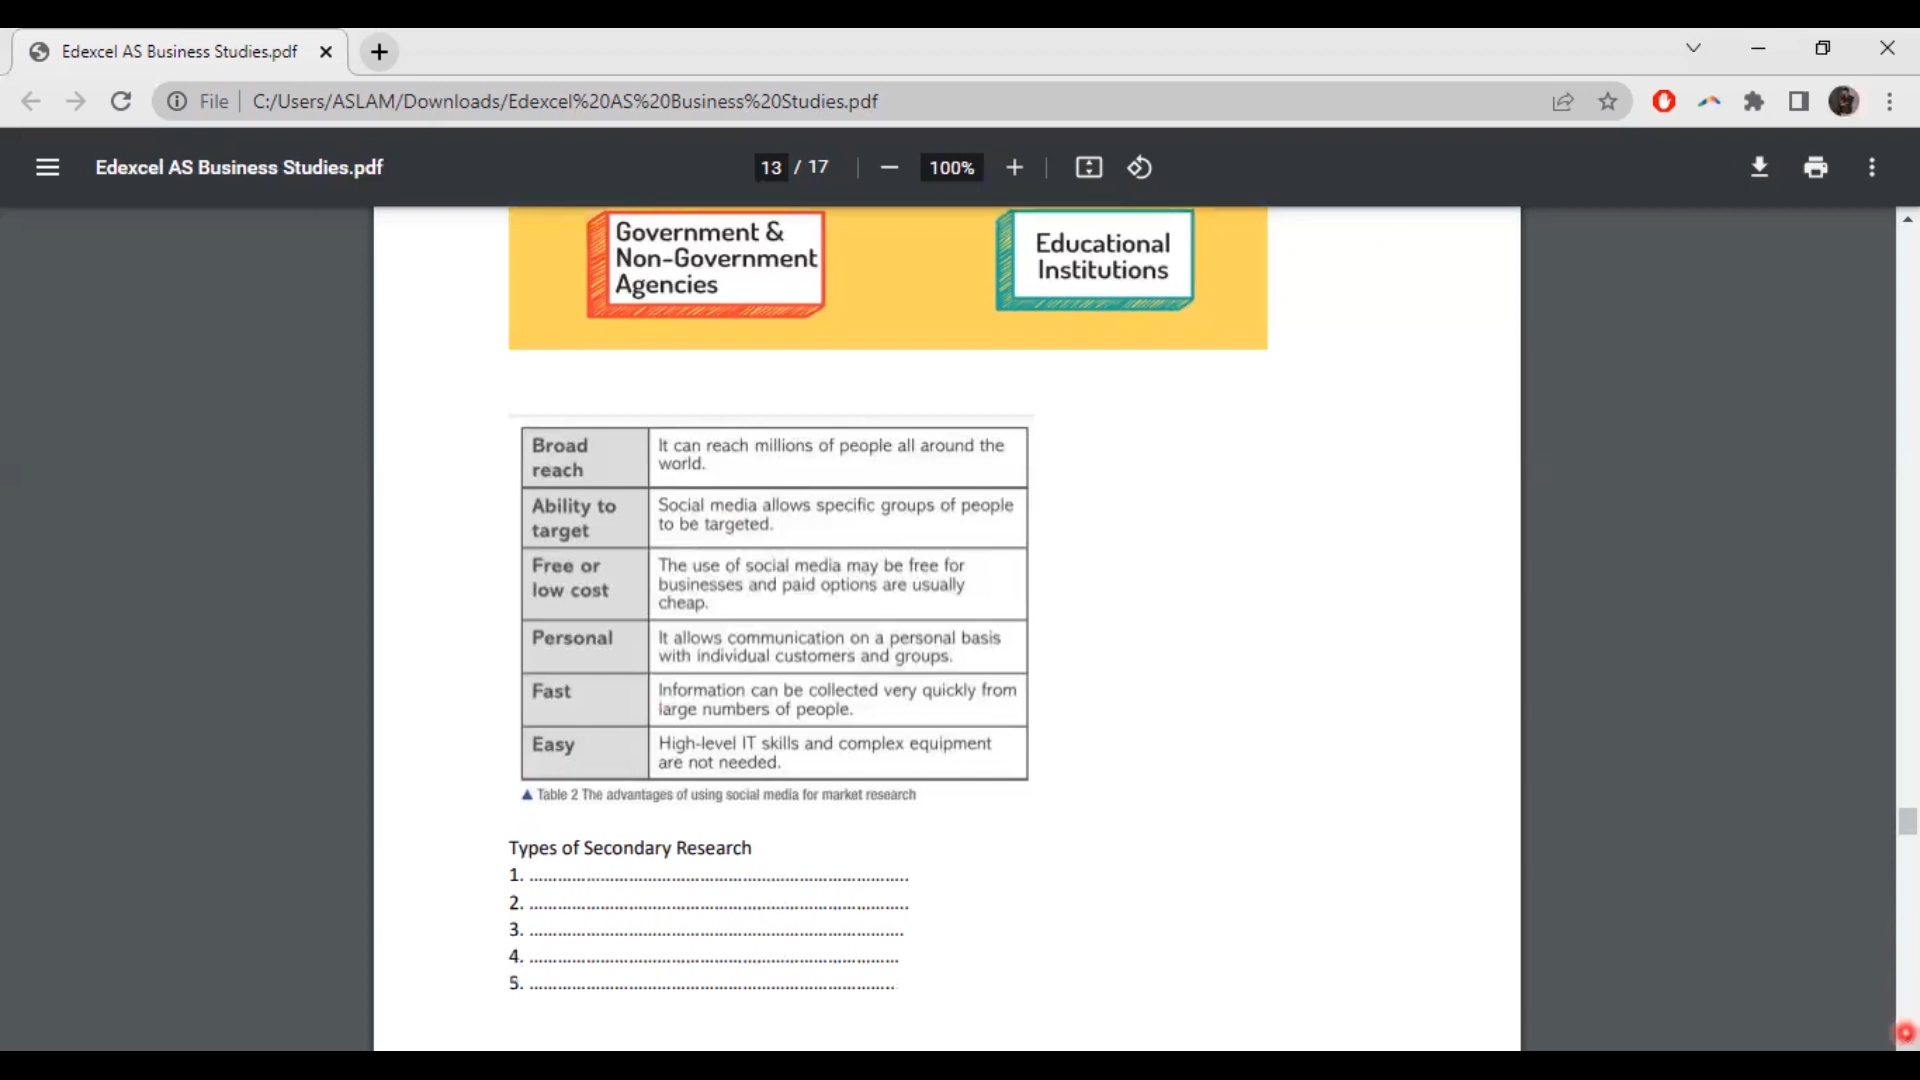 Edexcel AS Business Studies.pdf
File
C:/Users/ASLAM/Downloads/Edexcel%20AS%20Business%20Studies.pdf
Edexcel AS Business Studies.pdf
13 / 17
100%
Government &
Non-Government
Agencies
Educational
Institutions
Broad
reach
It can reach millions of people all around the
world.
Ability to
target
Social media allows specific groups of people
to be targeted.
Free or
low cost
The use of social media may be free for
businesses and paid options are usually
cheap.
Personal
It allows communication on a personal basis
with individual customers and groups.
Fast
Information can be collected very quickly from
large numbers of people.
Easy
High-level IT skills and complex equipment
are not needed.
▲ Table 2 The advantages of using social media for market research
Types of Secondary Research
1. ......................................................................
2. ......................................................................
3. .....................................................................
4. ....................................................................
5. ....................................................................